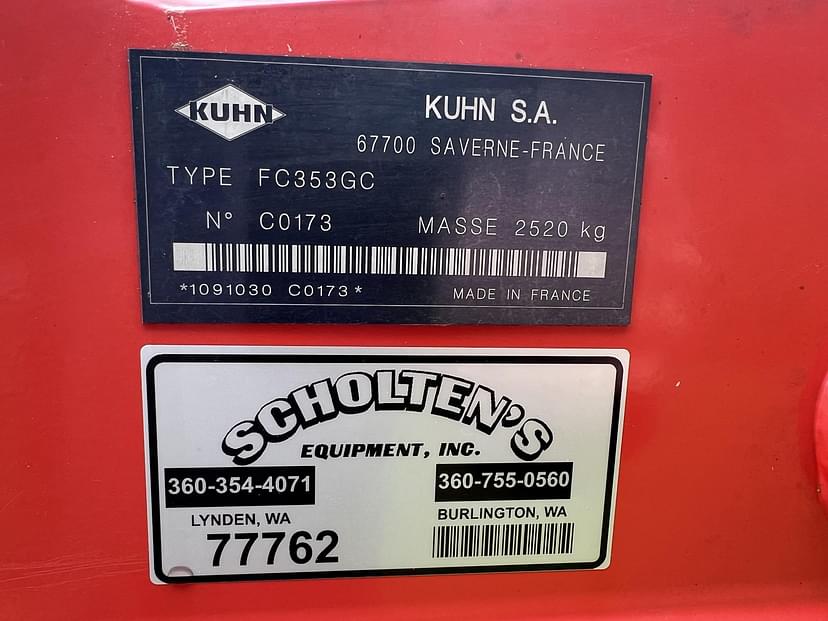 KUHN
KUHN S.A.
67700 SAVERNE-FRANCE
TYPE FC353GC
N° C0173 MASSE 2520 kg
*1091030 C0173* MADE IN FRANCE
SCHOLTEN'S
EQUIPMENT, INC.
360-354-4071 360-755-0560
LYNDEN, WA BURLINGTON, WA
77762